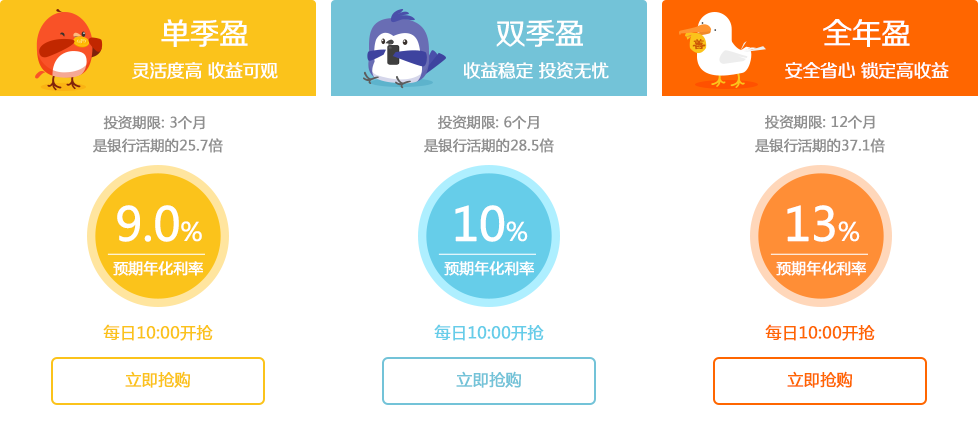 单季盈
灵活度高 收益可观
投资期限: 3个月
是银行活期的25.7倍
9.0%
预期年化利率
每日10:00开抢
立即抢购
双季盈
收益稳定 投资无忧
投资期限: 6个月
是银行活期的28.5倍
10%
预期年化利率
每日10:00开抢
立即抢购
全年盈
安全省心 锁定高收益
投资期限: 12个月
是银行活期的37.1倍
13%
预期年化利率
每日10:00开抢
立即抢购